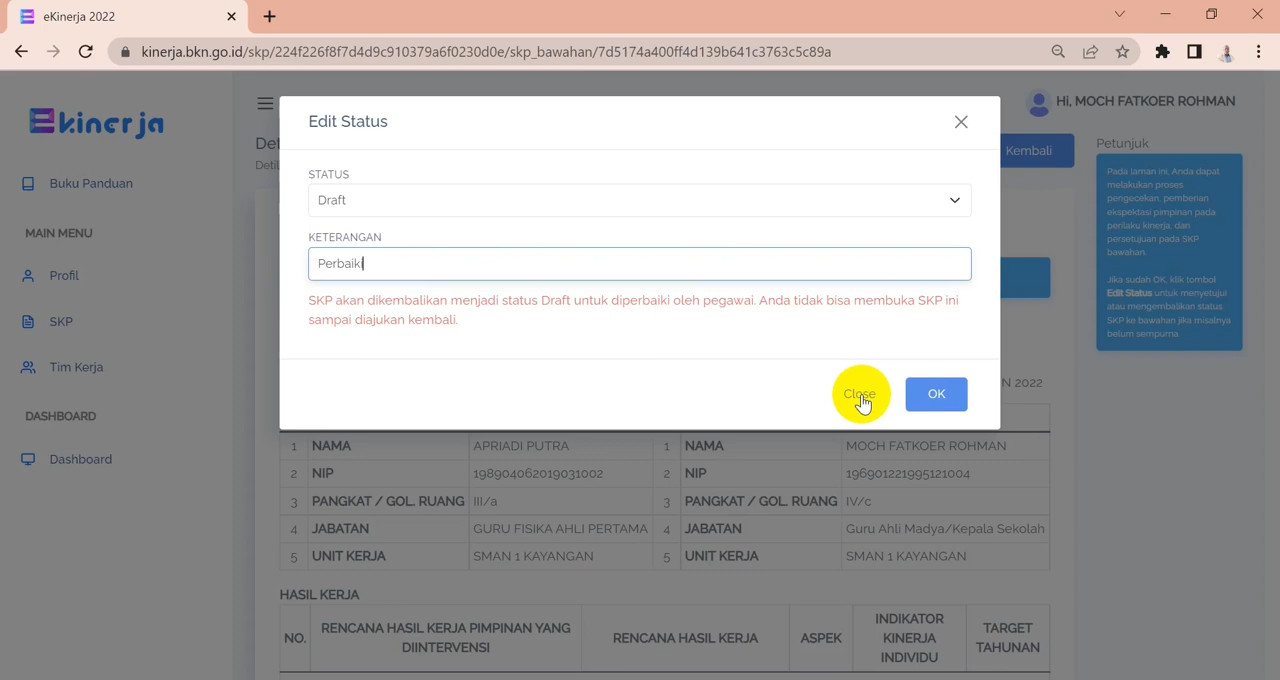 eKinerja 2022
kinerja.bkn.go.id/skp/224f226f8f7d4d9c910379a6f0230d0e/skp_bawahan/7d5174a400ff4d139b641c3763c5c89a
Ekinerja
Buku Panduan
MAIN MENU
Profil
SKP
Tim Kerja
DASHBOARD
Dashboard
Hi, MOCH FATKOER ROHMAN
Kembali
Edit Status
STATUS
Draft
KETERANGAN
Perbaiki
SKP akan dikembalikan menjadi status Draft untuk diperbaiki oleh pegawai. Anda tidak bisa membuka SKP ini
sampai diajukan kembali.
Close
OK
Petunjuk
Pada laman ini, Anda dapat
melakukan proses
pengecekan, pemberian
ekspektasi pimpinan pada
perilaku kinerja, dan
persetujuan pada SKP
bawahan.
Jika sudah OK, klik tombol
Edit Status untuk menyetujui
atau mengembalikan status
SKP ke bawahan jika misalnya
belum sempurna.
N 2022
1 NAMA APRIADI PUTRA 1 NAMA MOCH FATKOER ROHMAN
2 NIP 198904062019031002 2 NIP 196901221995121004
3 PANGKAT / GOL. RUANG III/a 3 PANGKAT / GOL. RUANG IV/c
4 JABATAN GURU FISIKA AHLI PERTAMA 4 JABATAN Guru Ahli Madya/Kepala Sekolah
5 UNIT KERJA SMAN 1 KAYANGAN 5 UNIT KERJA SMAN 1 KAYANGAN
HASIL KERJA
NO.
RENCANA HASIL KERJA PIMPINAN YANG
DIINTERVENSI
RENCANA HASIL KERJA
ASPEK
INDIKATOR
KINERJA
INDIVIDU
TARGET
TAHUNAN